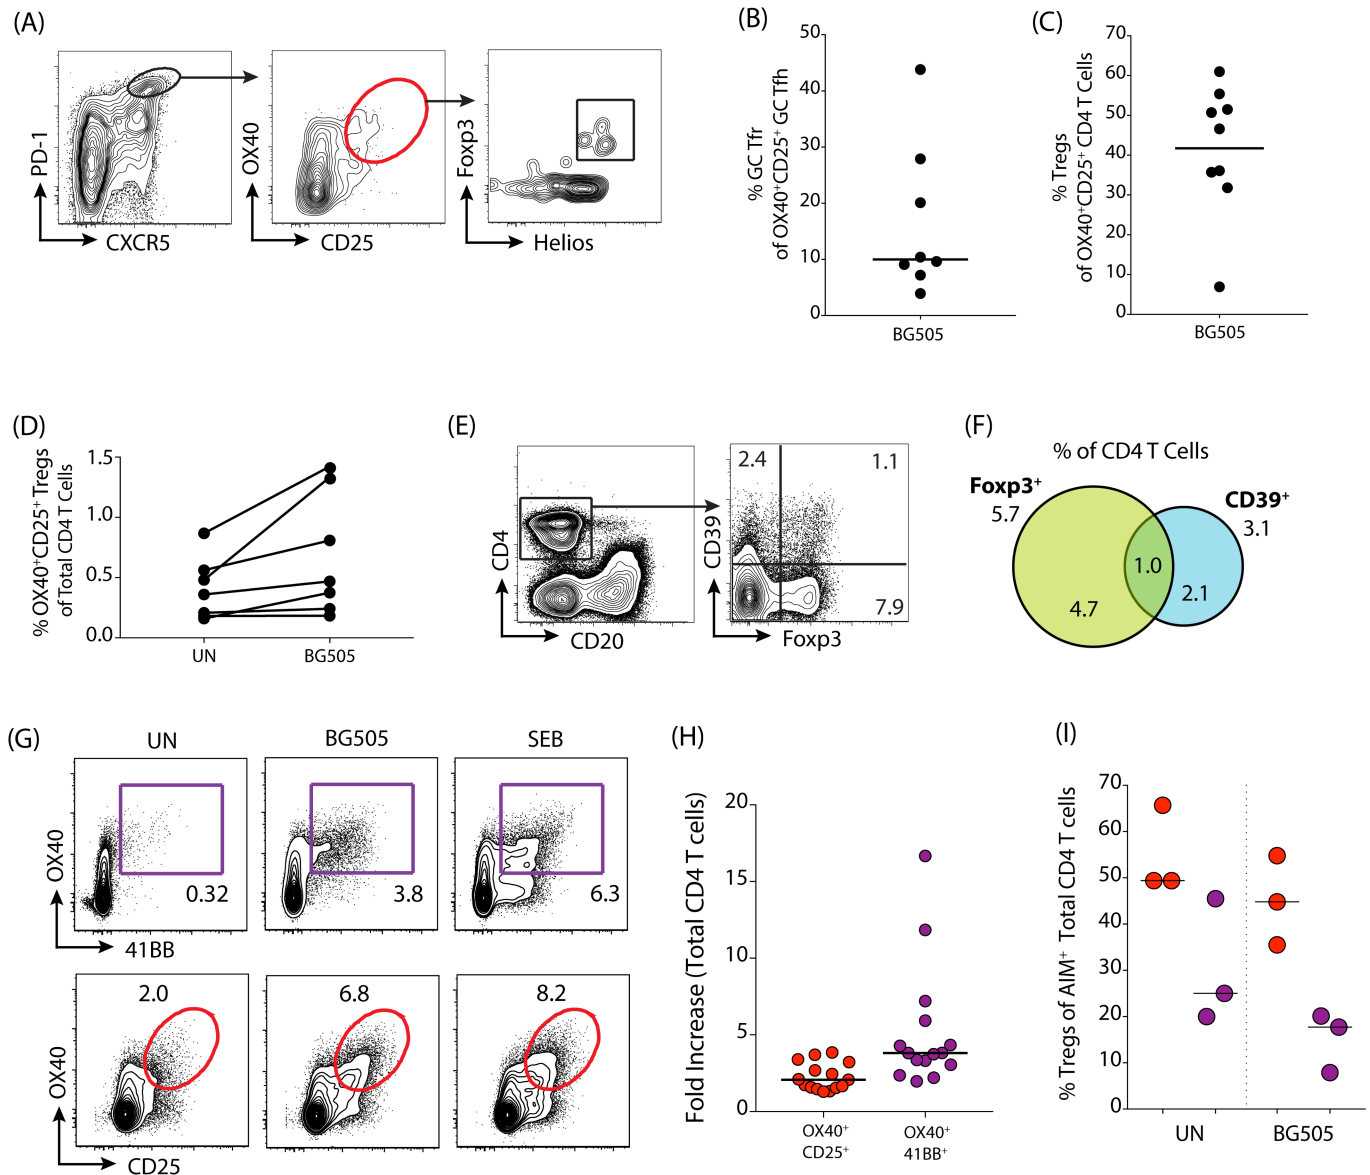 (A)
PD-1
CXCR5
OX40
CD25
Foxp3
Helios
(B)
% GC Tfr
of OX40⁺CD25⁺ GC Tfh
50
40
30
20
10
0
BG505
(C)
% Tregs
of OX40⁺CD25⁺ CD4 T Cells
70
60
50
40
30
20
10
0
BG505
(D)
% OX40⁺CD25⁺ Tregs
of Total CD4 T Cells
1.5
1.0
0.5
0.0
UN
BG505
(E)
CD4
CD20
CD39
2.4
1.1
7.9
Foxp3
(F)
% of CD4 T Cells
Foxp3⁺
5.7
CD39⁺
3.1
1.0
4.7
2.1
(G)
UN
BG505
SEB
OX40
0.32
3.8
6.3
41BB
OX40
2.0
6.8
8.2
CD25
(H)
Fold Increase (Total CD4 T cells)
20
15
10
5
0
OX40⁺
CD25⁺
OX40⁺
41BB⁺
(I)
% Tregs of AIM⁺ Total CD4 T cells
70
60
50
40
30
20
10
0
UN
BG505